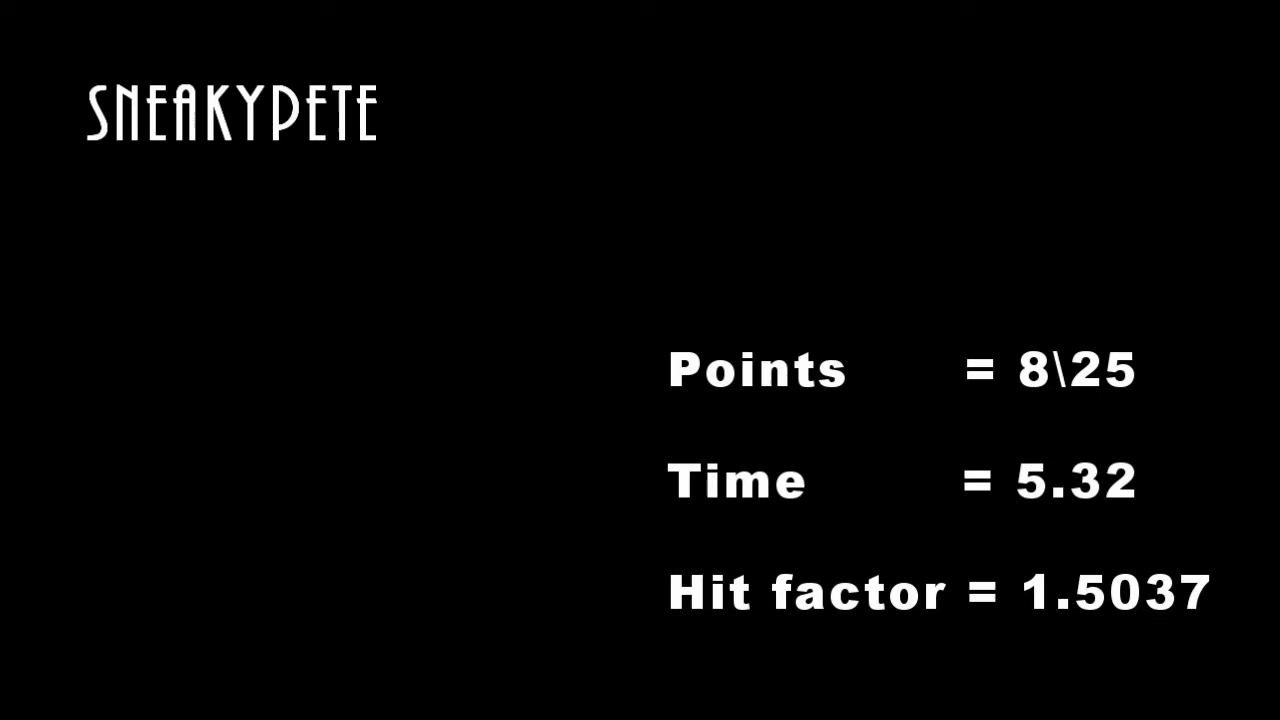 SNEAKYPETE
Points = 8\25
Time = 5.32
Hit factor = 1.5037